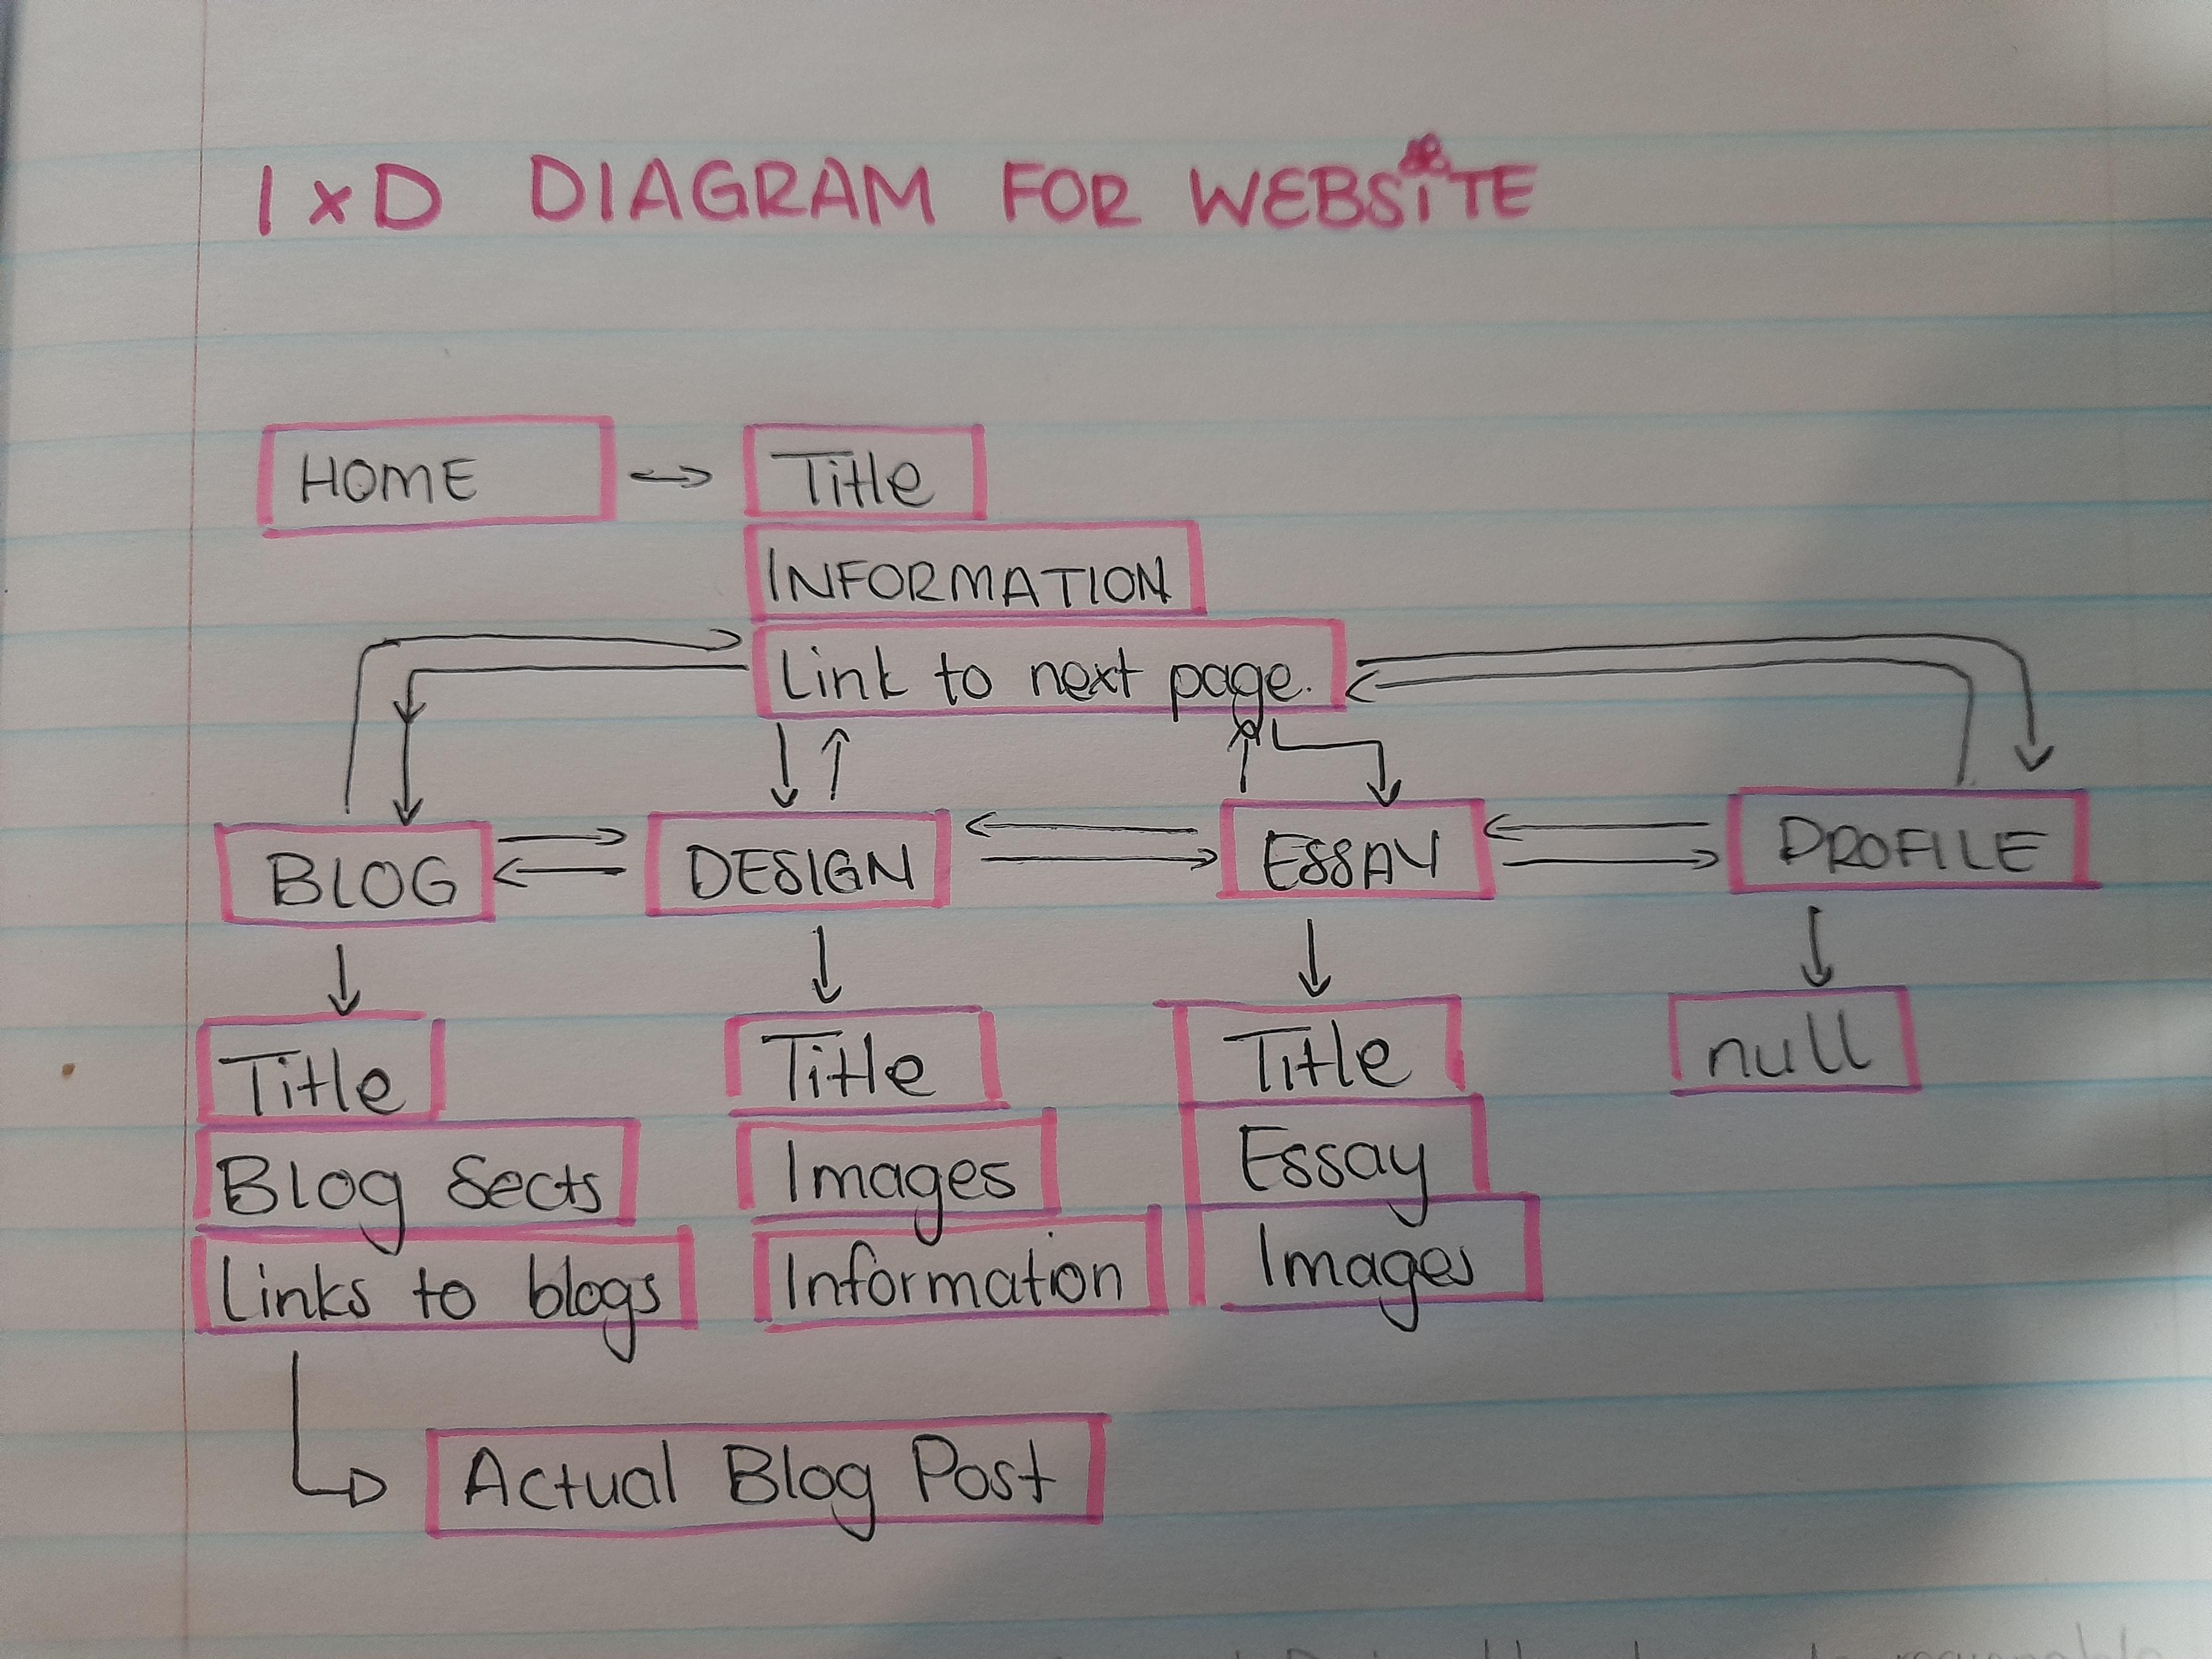 IxD DIAGRAM FOR WEBSITE
HOME
Title
INFORMATION
Link to next page.
BLOG
DESIGN
ESSAY
PROFILE
Title
Blog Sects
Links to blogs
Actual Blog Post
Title
Images
Information
Title
Essay
Images
null